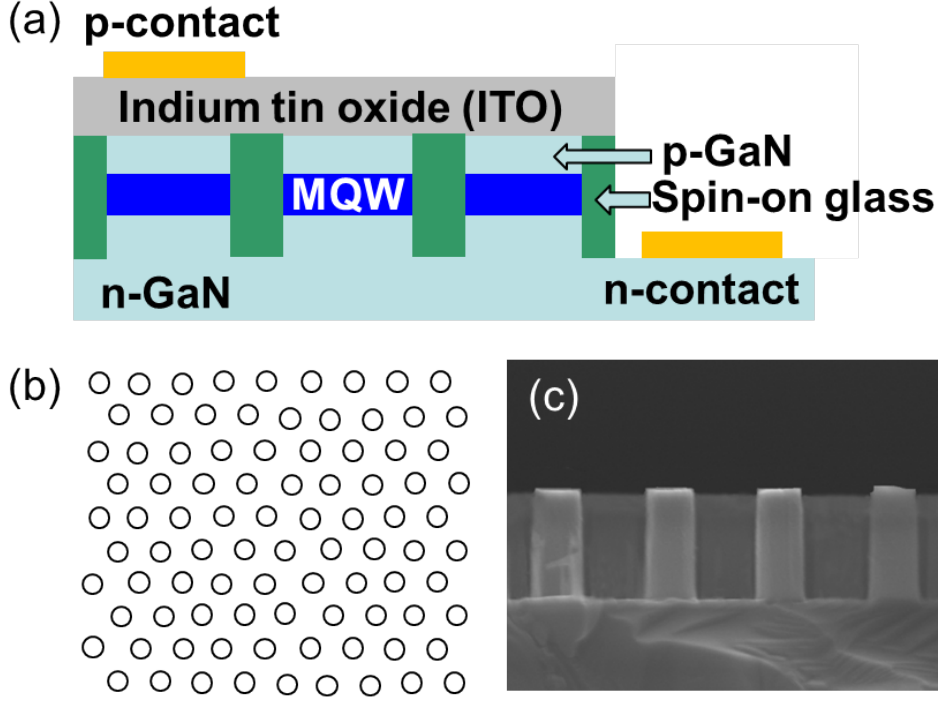 (a)
p-contact
Indium tin oxide (ITO)
p-GaN
MQW
Spin-on glass
n-GaN
n-contact
(b)
(c)